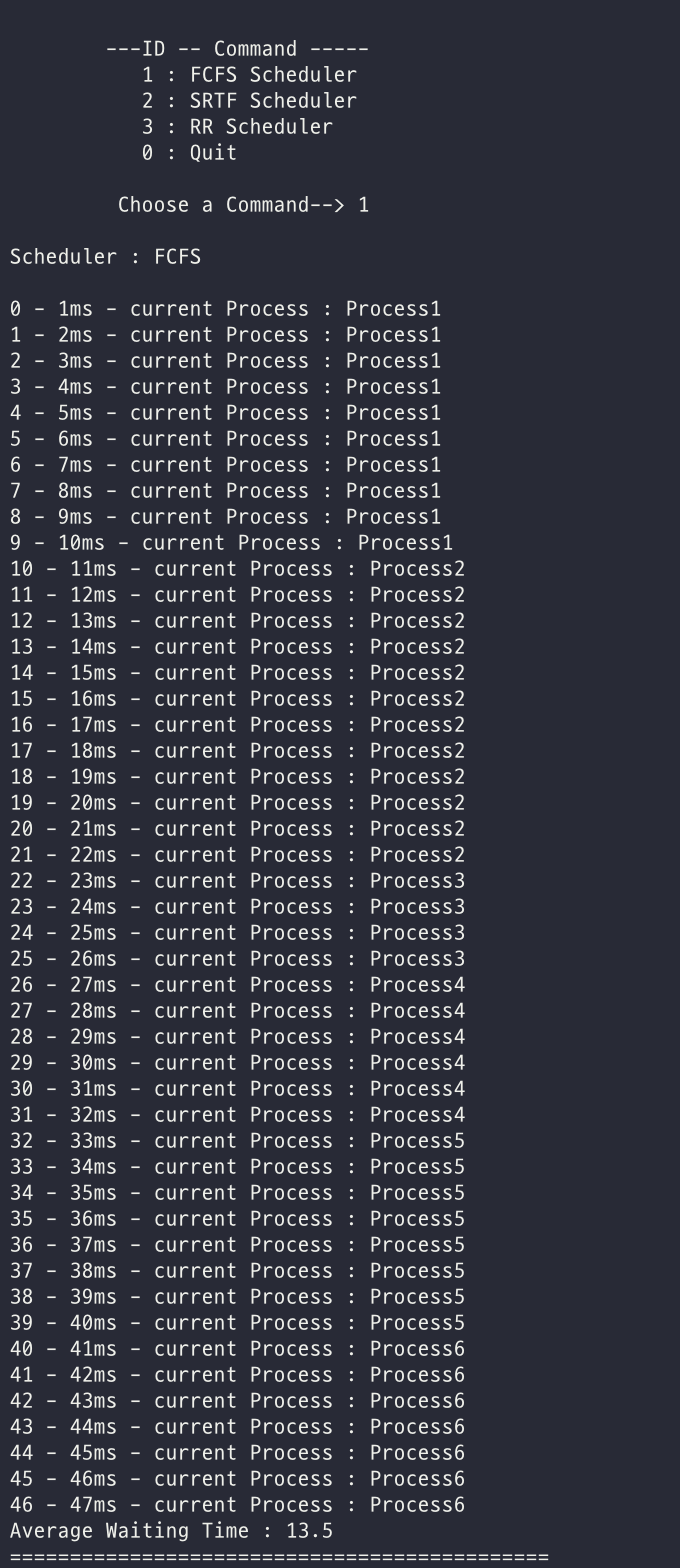 ---ID -- Command -----
1 : FCFS Scheduler
2 : SRTF Scheduler
3 : RR Scheduler
0 : Quit
Choose a Command--> 1
Scheduler : FCFS
0 - 1ms - current Process : Process1
1 - 2ms - current Process : Process1
2 - 3ms - current Process : Process1
3 - 4ms - current Process : Process1
4 - 5ms - current Process : Process1
5 - 6ms - current Process : Process1
6 - 7ms - current Process : Process1
7 - 8ms - current Process : Process1
8 - 9ms - current Process : Process1
9 - 10ms - current Process : Process1
10 - 11ms - current Process : Process2
11 - 12ms - current Process : Process2
12 - 13ms - current Process : Process2
13 - 14ms - current Process : Process2
14 - 15ms - current Process : Process2
15 - 16ms - current Process : Process2
16 - 17ms - current Process : Process2
17 - 18ms - current Process : Process2
18 - 19ms - current Process : Process2
19 - 20ms - current Process : Process2
20 - 21ms - current Process : Process2
21 - 22ms - current Process : Process2
22 - 23ms - current Process : Process3
23 - 24ms - current Process : Process3
24 - 25ms - current Process : Process3
25 - 26ms - current Process : Process3
26 - 27ms - current Process : Process4
27 - 28ms - current Process : Process4
28 - 29ms - current Process : Process4
29 - 30ms - current Process : Process4
30 - 31ms - current Process : Process4
31 - 32ms - current Process : Process4
32 - 33ms - current Process : Process5
33 - 34ms - current Process : Process5
34 - 35ms - current Process : Process5
35 - 36ms - current Process : Process5
36 - 37ms - current Process : Process5
37 - 38ms - current Process : Process5
38 - 39ms - current Process : Process5
39 - 40ms - current Process : Process5
40 - 41ms - current Process : Process6
41 - 42ms - current Process : Process6
42 - 43ms - current Process : Process6
43 - 44ms - current Process : Process6
44 - 45ms - current Process : Process6
45 - 46ms - current Process : Process6
46 - 47ms - current Process : Process6
Average Waiting Time : 13.5
=============================================